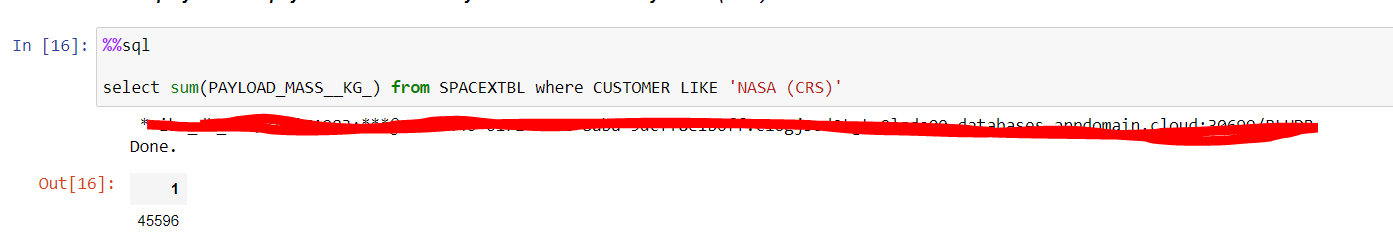 In [16]: %%sql
select sum(PAYLOAD_MASS__KG_) from SPACEXTBL where CUSTOMER LIKE 'NASA (CRS)'
*
Done.
Out[16]: 1
45596